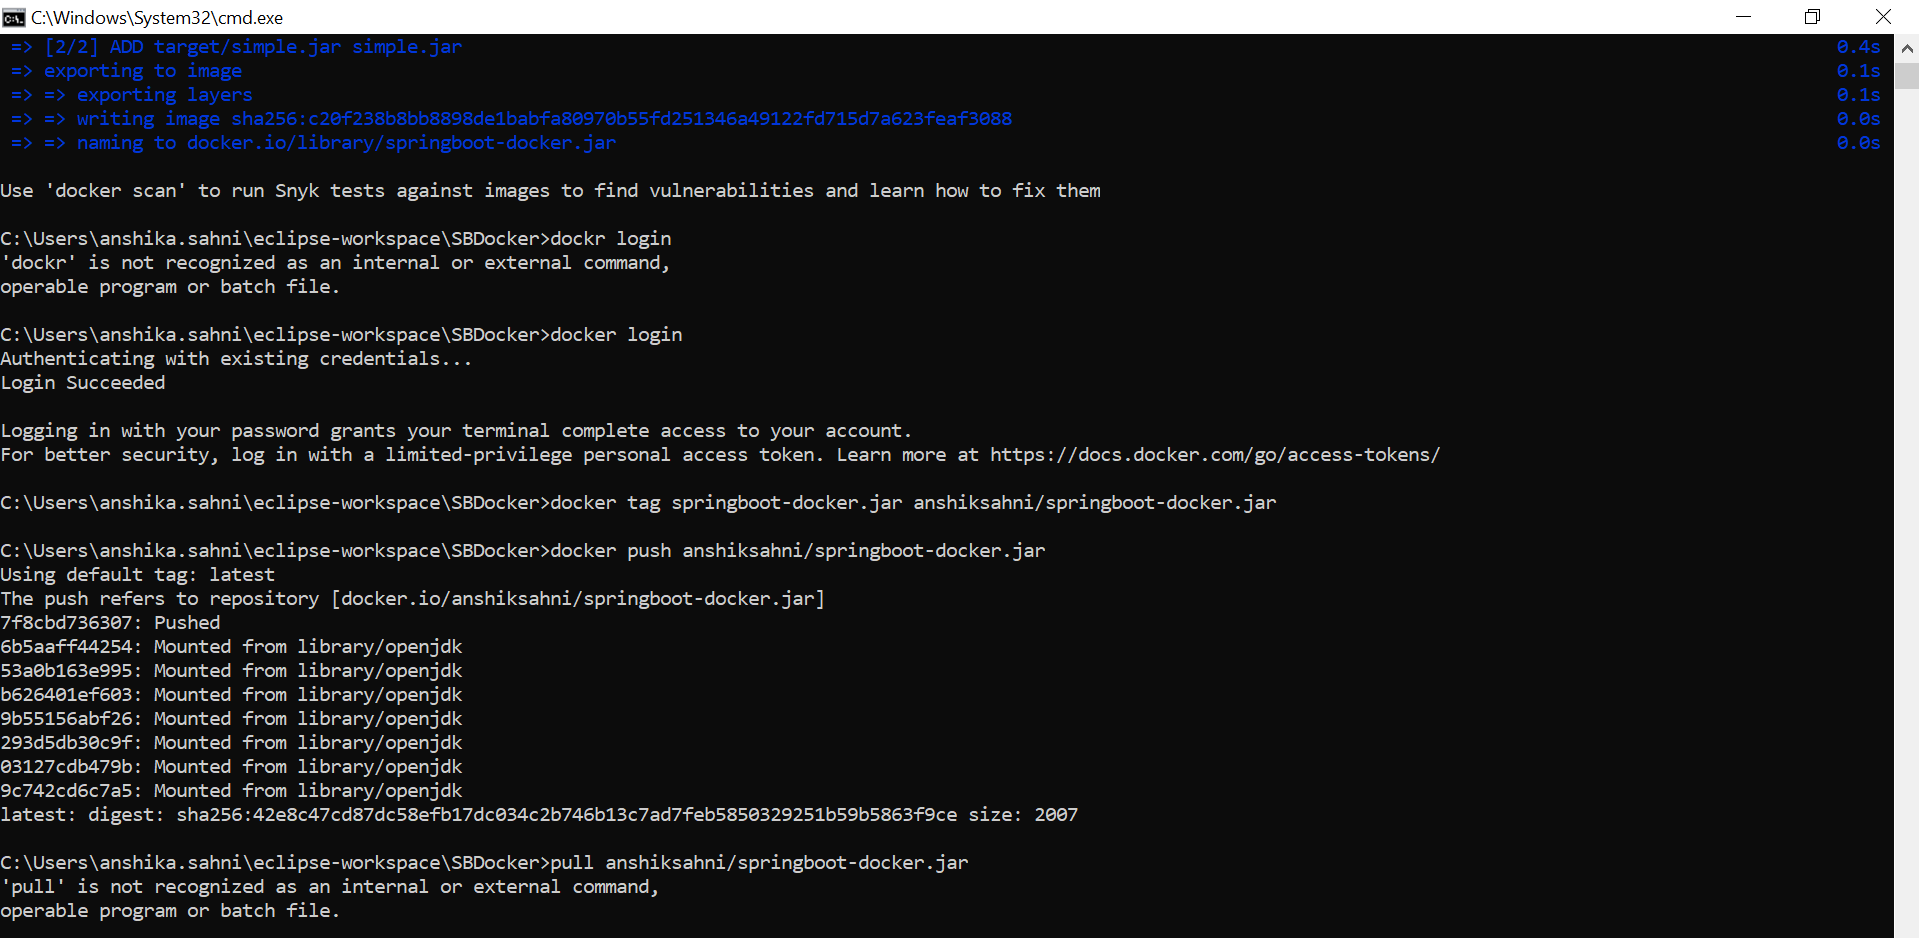 C:\Windows\System32\cmd.exe
=> [2/2] ADD target/simple.jar simple.jar 0.4s
=> exporting to image 0.1s
=> => exporting layers 0.1s
=> => writing image sha256:c20f238b8bb8898de1babfa80970b55fd251346a49122fd715d7a623feaf3088 0.0s
=> => naming to docker.io/library/springboot-docker.jar 0.0s
Use 'docker scan' to run Snyk tests against images to find vulnerabilities and learn how to fix them
C:\Users\anshika.sahni\eclipse-workspace\SBDocker>dockr login
'dockr' is not recognized as an internal or external command,
operable program or batch file.
C:\Users\anshika.sahni\eclipse-workspace\SBDocker>docker login
Authenticating with existing credentials...
Login Succeeded
Logging in with your password grants your terminal complete access to your account.
For better security, log in with a limited-privilege personal access token. Learn more at https://docs.docker.com/go/access-tokens/
C:\Users\anshika.sahni\eclipse-workspace\SBDocker>docker tag springboot-docker.jar anshiksahni/springboot-docker.jar
C:\Users\anshika.sahni\eclipse-workspace\SBDocker>docker push anshiksahni/springboot-docker.jar
Using default tag: latest
The push refers to repository [docker.io/anshiksahni/springboot-docker.jar]
7f8cbd736307: Pushed
6b5aaff44254: Mounted from library/openjdk
53a0b163e995: Mounted from library/openjdk
b626401ef603: Mounted from library/openjdk
9b55156abf26: Mounted from library/openjdk
293d5db30c9f: Mounted from library/openjdk
03127cdb479b: Mounted from library/openjdk
9c742cd6c7a5: Mounted from library/openjdk
latest: digest: sha256:42e8c47cd87dc58efb17dc034c2b746b13c7ad7feb5850329251b59b5863f9ce size: 2007
C:\Users\anshika.sahni\eclipse-workspace\SBDocker>pull anshiksahni/springboot-docker.jar
'pull' is not recognized as an internal or external command,
operable program or batch file.